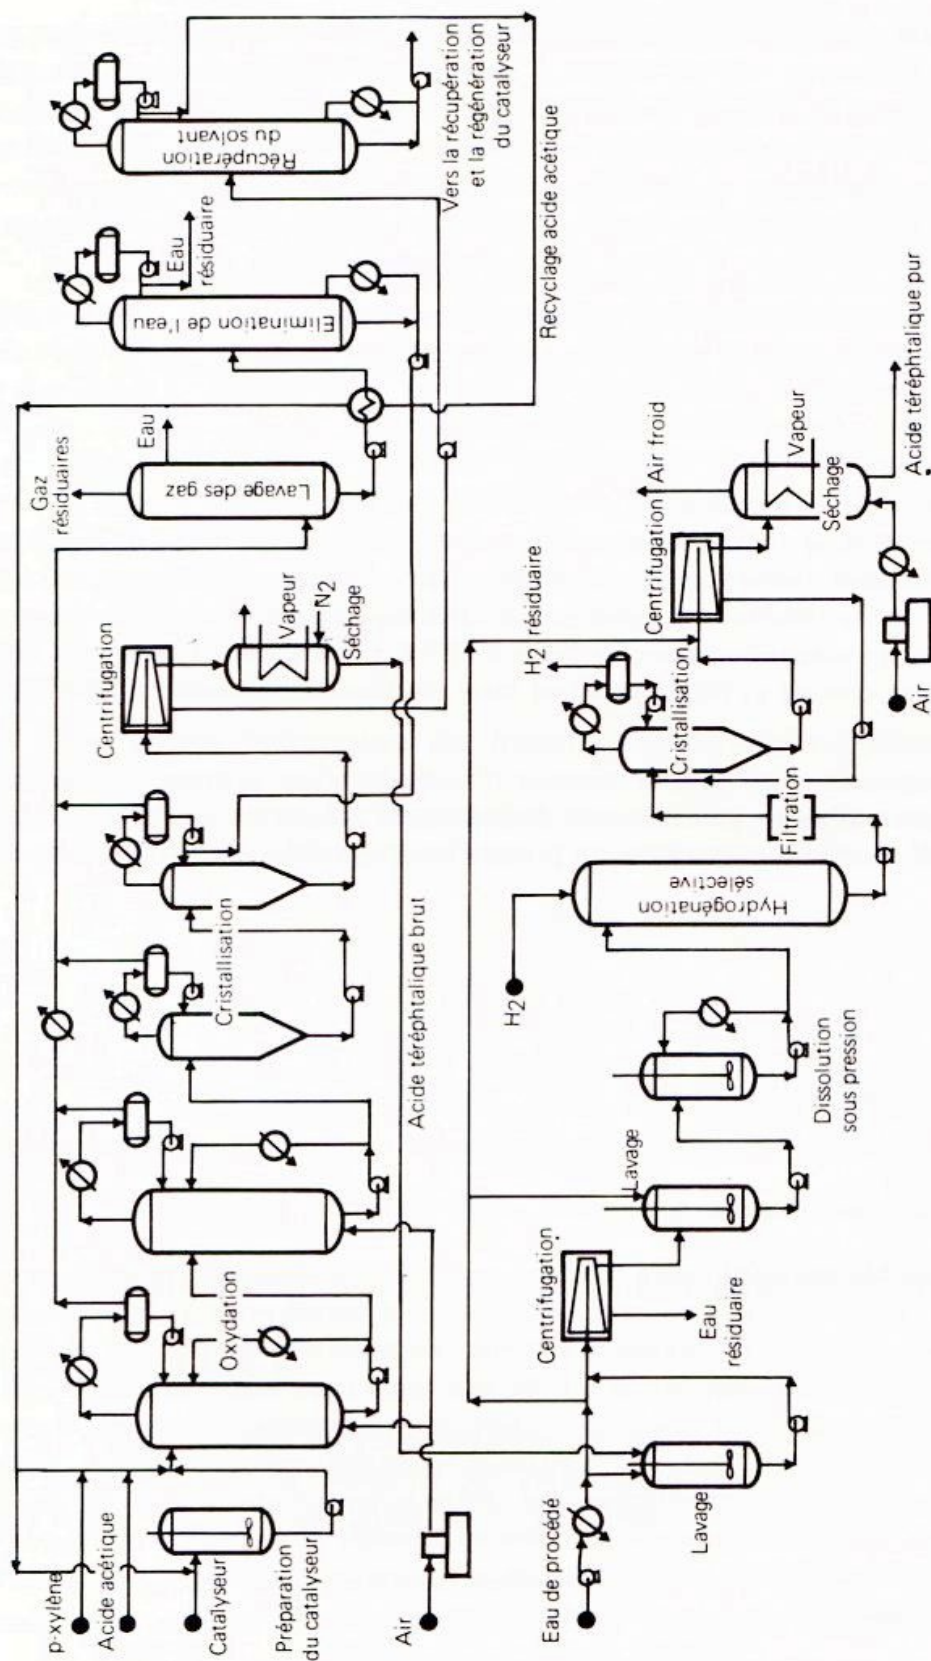 p-xylène
Acide acétique
Catalyseur
Préparation
du catalyseur
Air
Oxydation
Cristallisation
Centrifugation
Vapeur
N2
Séchage
Acide téréphtalique brut
Gaz
résiduaires
Lavage des gaz
Eau
Elimination de l'eau
Eau
résiduaire
Récupération
du solvant
Vers la récupération
et la régénération
du catalyseur
Recyclage acide acétique
Eau de procédé
Lavage
Centrifugation
Eau
résiduaire
Lavage
Dissolution
sous pression
H2
Hydrogénation
sélective
Filtration
Cristallisation
H2 résiduaire
Centrifugation
Air froid
Vapeur
Séchage
Air
Acide téréphtalique pur